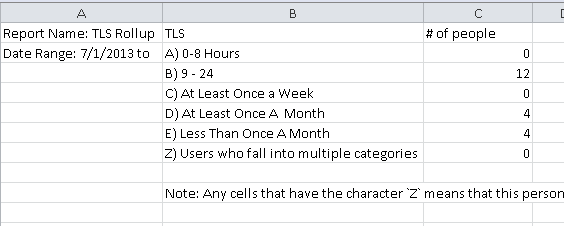 A B C
Report Name: TLS Rollup TLS # of people
Date Range: 7/1/2013 to A) 0-8 Hours 0
B) 9 - 24 12
C) At Least Once a Week 0
D) At Least Once A  Month 4
E) Less Than Once A Month 4
Z) Users who fall into multiple categories 0
Note: Any cells that have the character `Z` means that this person